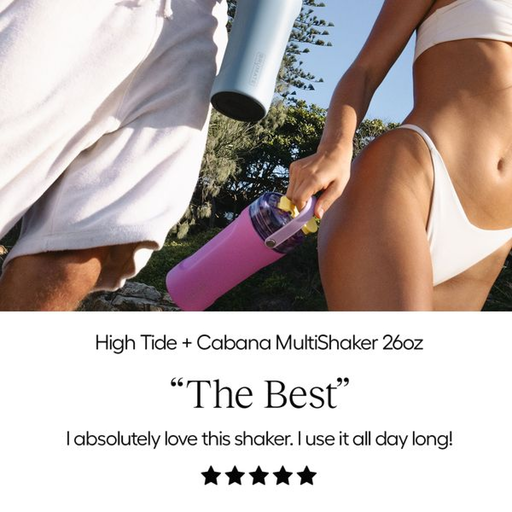 High Tide + Cabana MultiShaker 26oz
“The Best”
I absolutely love this shaker. I use it all day long!